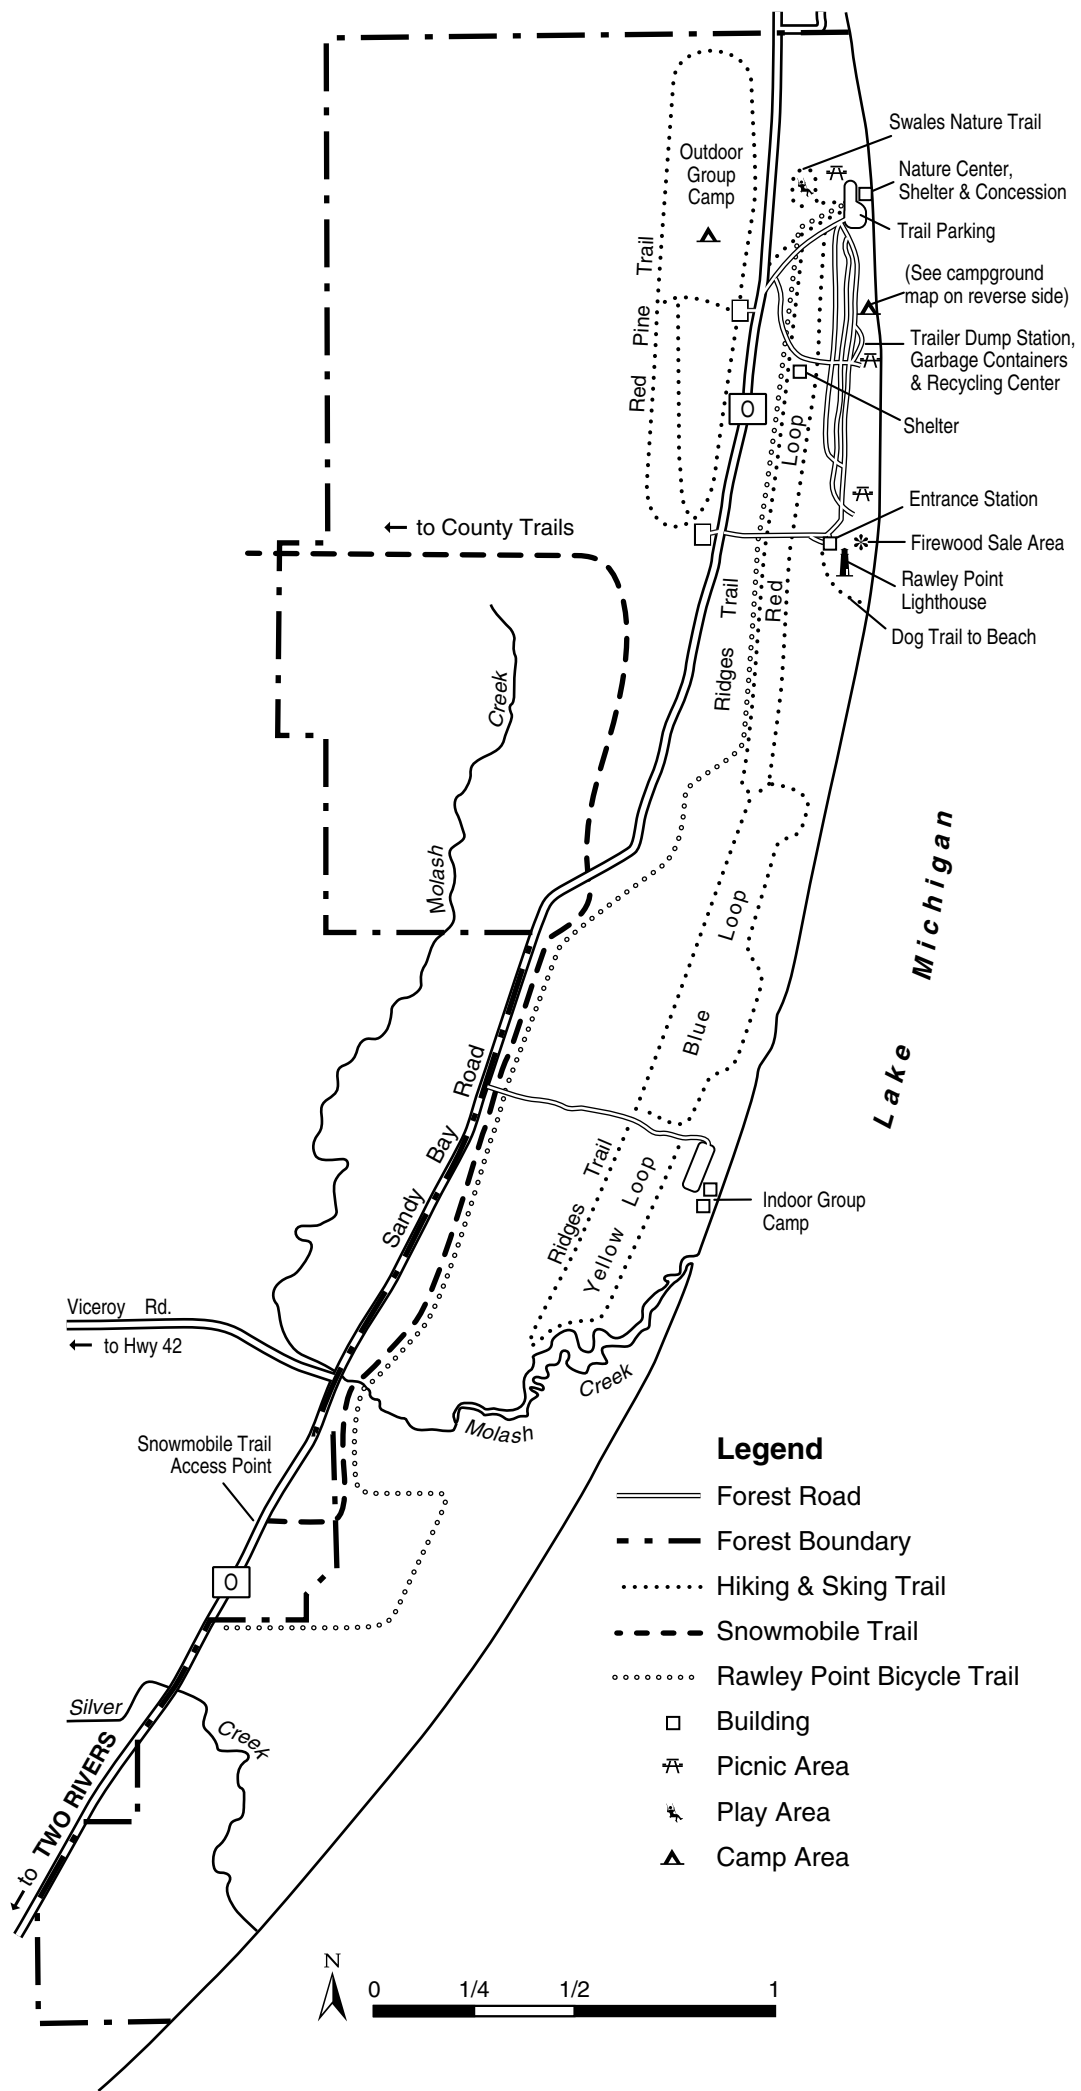 Swales Nature Trail
Outdoor
Group
Camp
Nature Center,
Shelter & Concession
Trail Parking
(See campground
map on reverse side)
Trailer Dump Station,
Garbage Containers
& Recycling Center
Shelter
Red Pine Trail
O
Loop
Entrance Station
Firewood Sale Area
Rawley Point
Lighthouse
Dog Trail to Beach
← to County Trails
Ridges Trail
Red
Molash Creek
Lake Michigan
Blue Loop
Sandy Bay Road
Ridges Trail
Yellow Loop
Indoor Group
Camp
Viceroy Rd.
← to Hwy 42
Molash Creek
Snowmobile Trail
Access Point
O
Silver Creek
← to TWO RIVERS
Legend
Forest Road
Forest Boundary
Hiking & Sking Trail
Snowmobile Trail
Rawley Point Bicycle Trail
Building
Picnic Area
Play Area
Camp Area
N
0 1/4 1/2 1